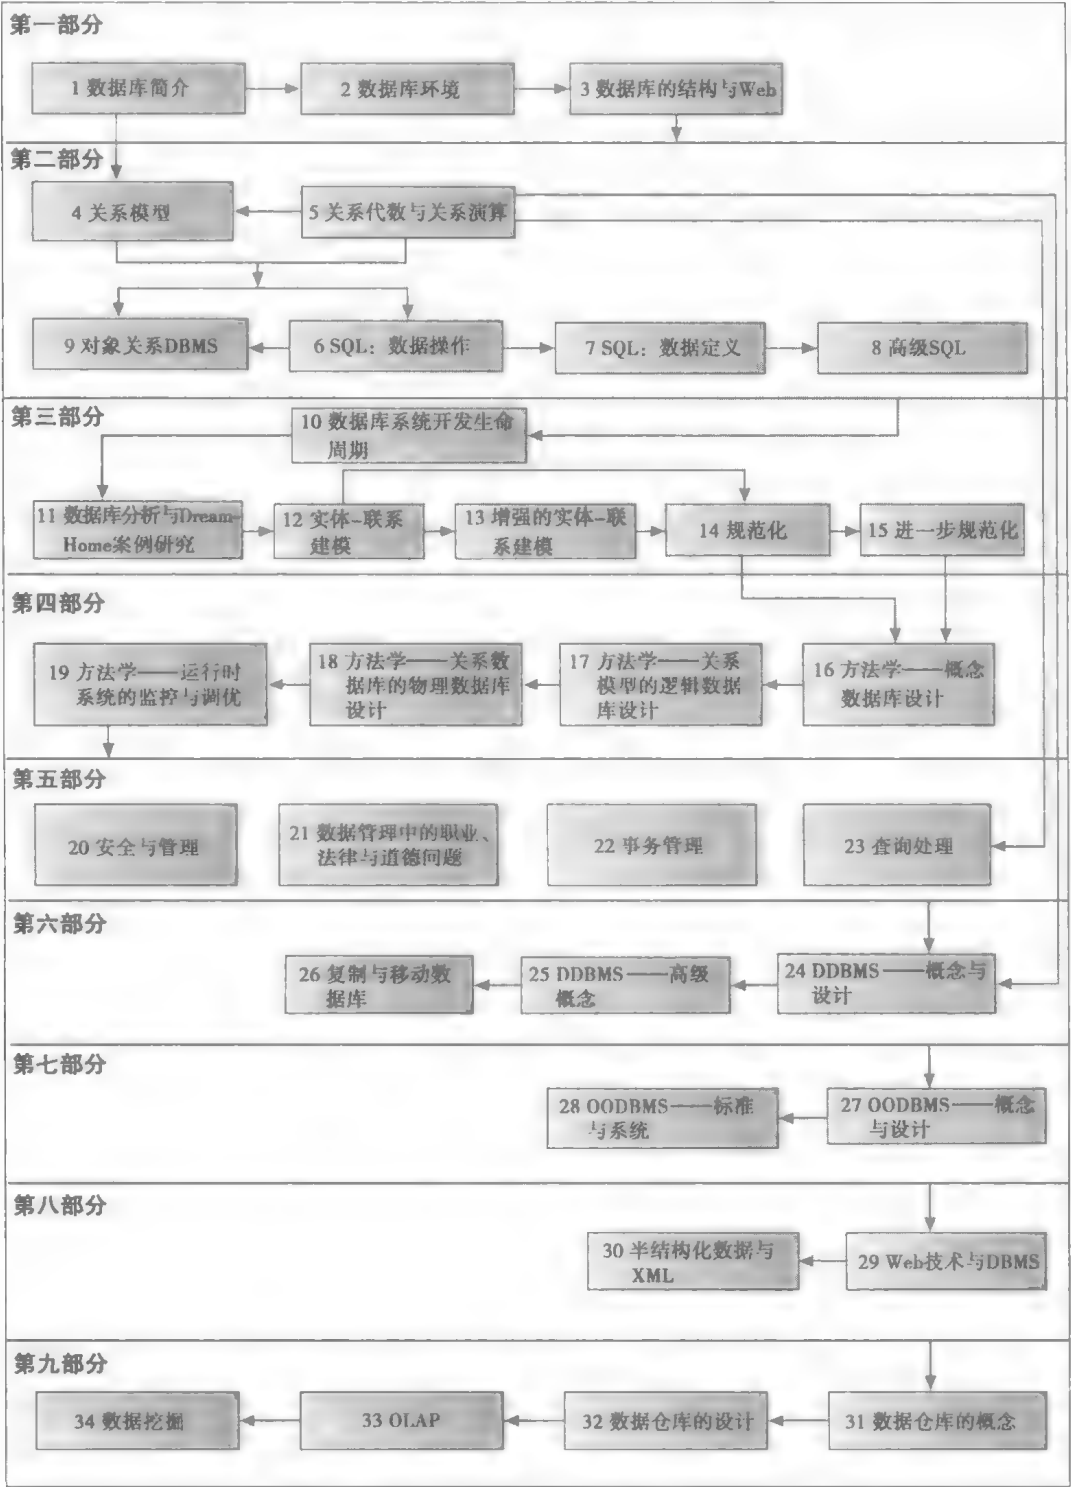 第一部分
1 数据库简介
2 数据库环境
3 数据库的结构与Web
第二部分
4 关系模型
5 关系代数与关系演算
9 对象关系DBMS
6 SQL：数据操作
7 SQL：数据定义
8 高级SQL
第三部分
10 数据库系统开发生命
周期
11 数据库分析与Dream-
Home案例研究
12 实体-联系
建模
13 增强的实体-联
系建模
14 规范化
15 进一步规范化
第四部分
19 方法学——运行时
系统的监控与调优
18 方法学——关系数
据库的物理数据库
设计
17 方法学——关系
模型的逻辑数据
库设计
16 方法学——概念
数据库设计
第五部分
20 安全与管理
21 数据管理中的职业、
法律与道德问题
22 事务管理
23 查询处理
第六部分
26 复制与移动数
据库
25 DDBMS——高级
概念
24 DDBMS——概念与
设计
第七部分
28 OODBMS——标准
与系统
27 OODBMS——概念
与设计
第八部分
30 半结构化数据与
XML
29 Web技术与DBMS
第九部分
34 数据挖掘
33 OLAP
32 数据仓库的设计
31 数据仓库的概念